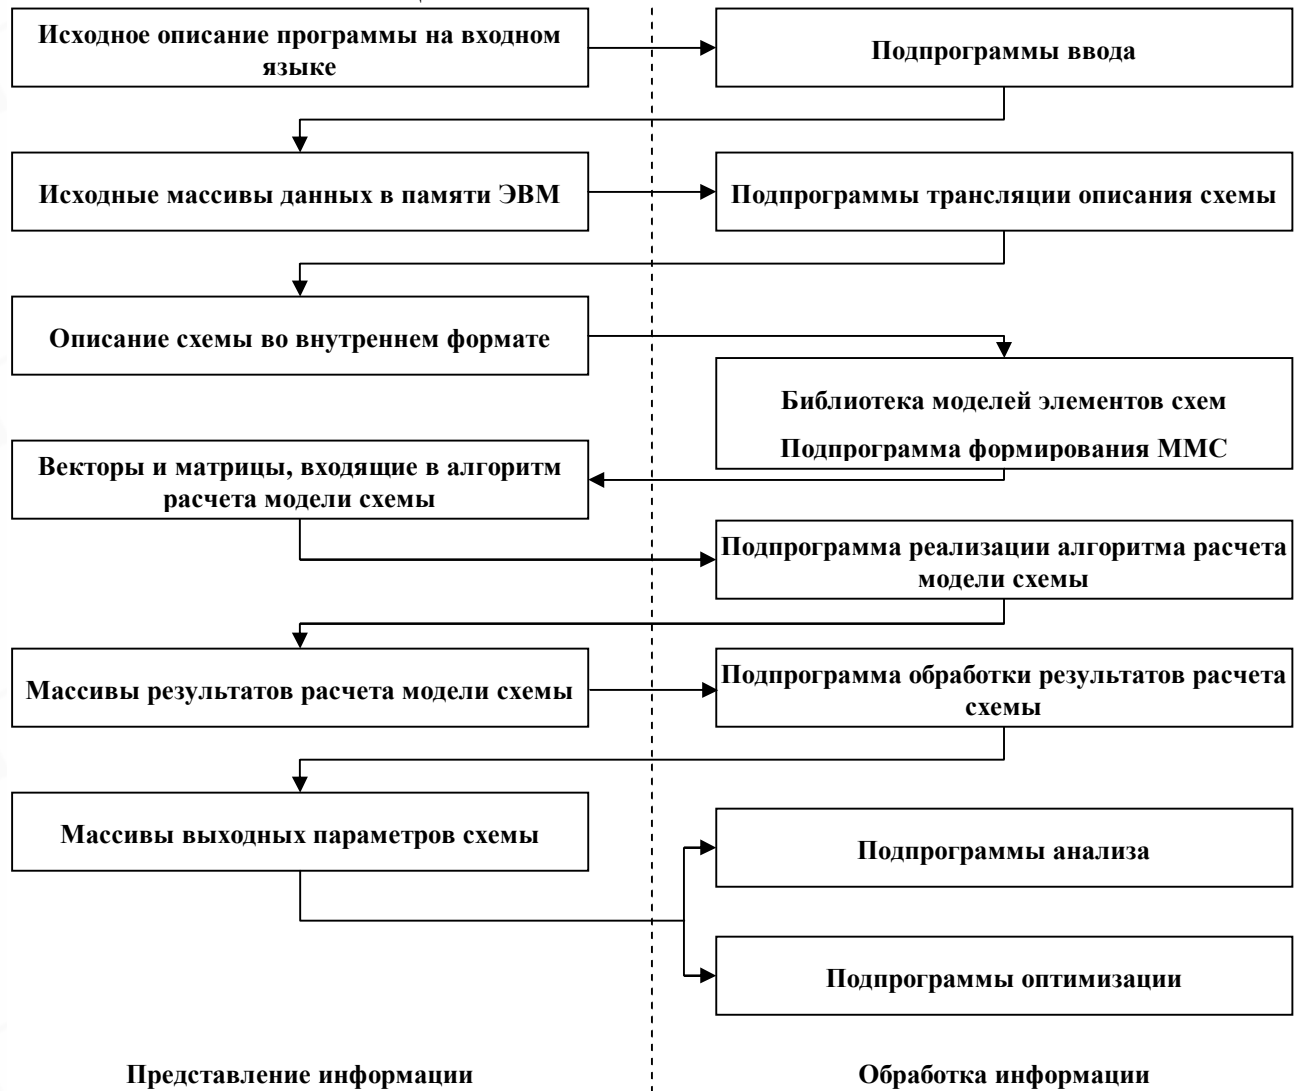 Исходное описание программы на входном
языке
Подпрограммы ввода
Исходные массивы данных в памяти ЭВМ
Подпрограммы трансляции описания схемы
Описание схемы во внутреннем формате
Библиотека моделей элементов схем
Подпрограмма формирования ММС
Векторы и матрицы, входящие в алгоритм
расчета модели схемы
Подпрограмма реализации алгоритма расчета
модели схемы
Массивы результатов расчета модели схемы
Подпрограмма обработки результатов расчета
схемы
Массивы выходных параметров схемы
Подпрограммы анализа
Подпрограммы оптимизации
Представление информации
Обработка информации